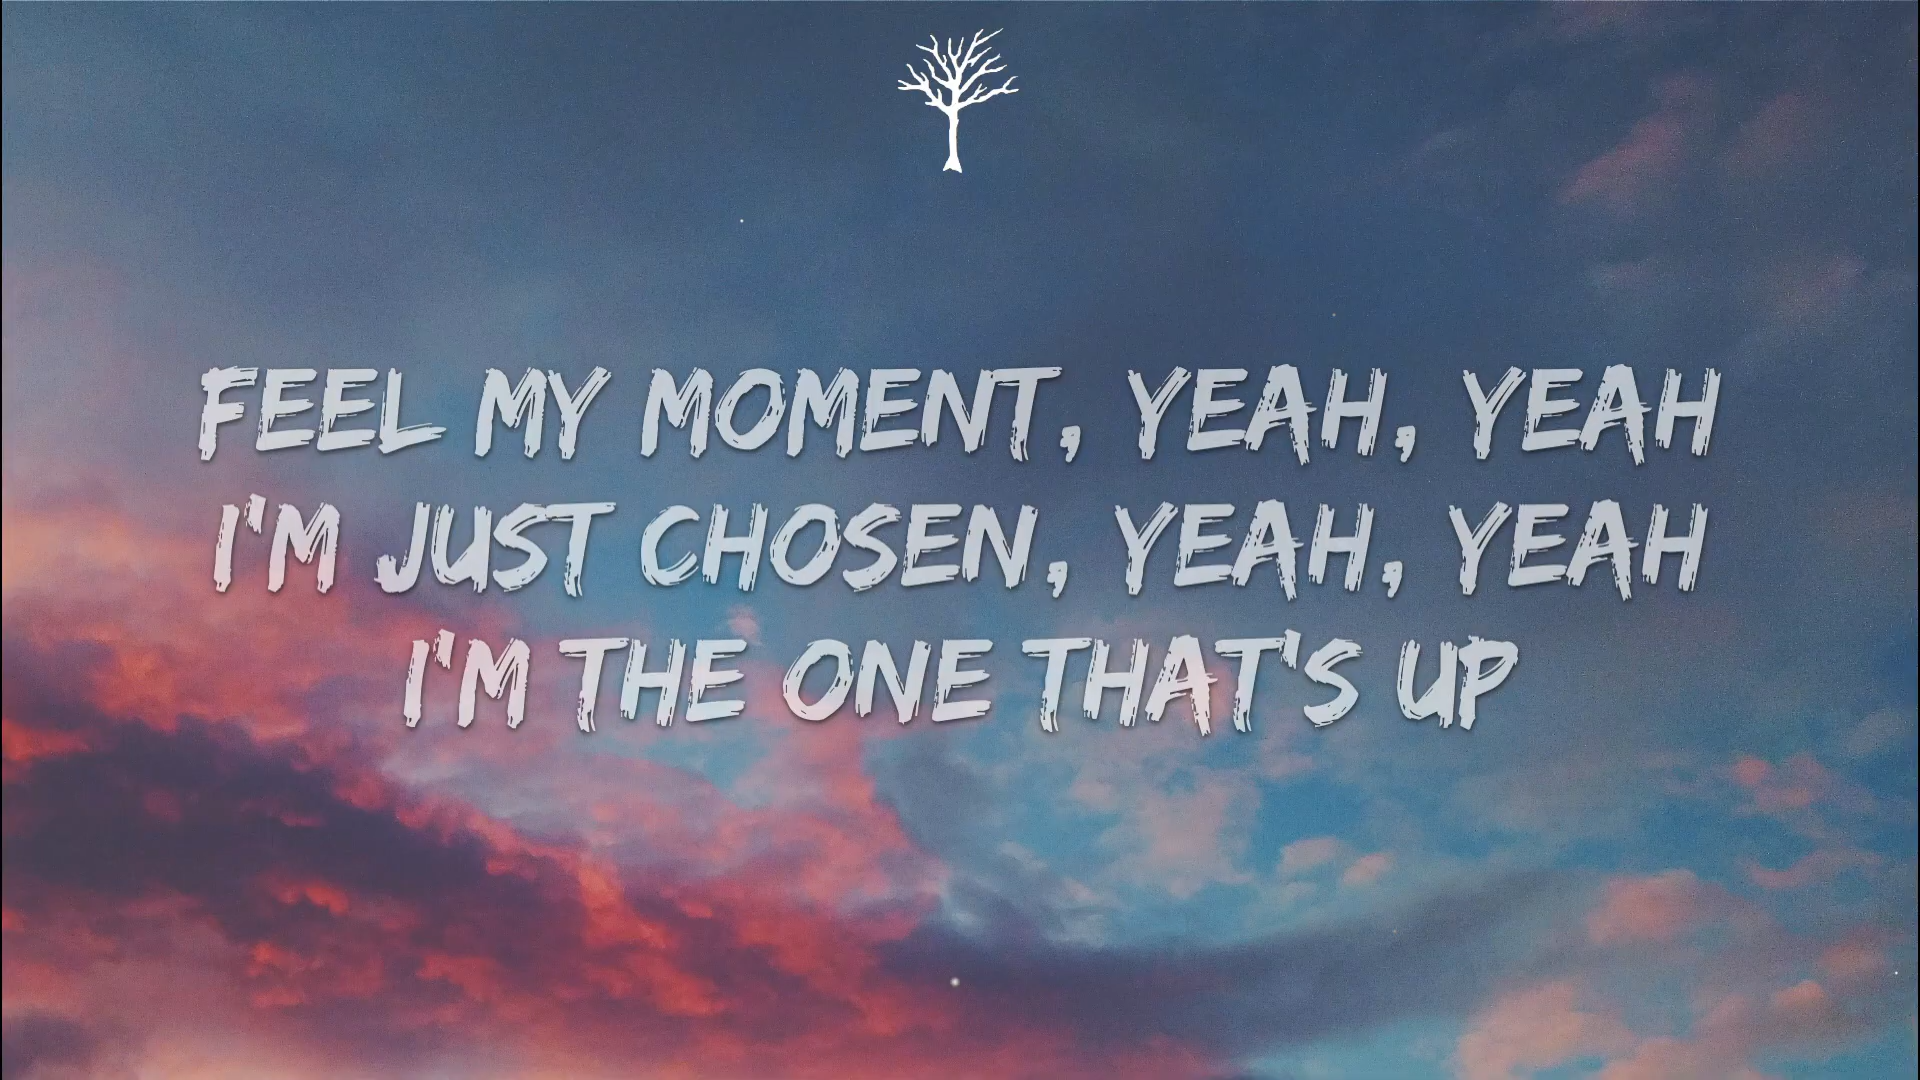 FEEL MY MOMENT, YEAH, YEAH
I'M JUST CHOSEN, YEAH, YEAH
I'M THE ONE THAT'S UP